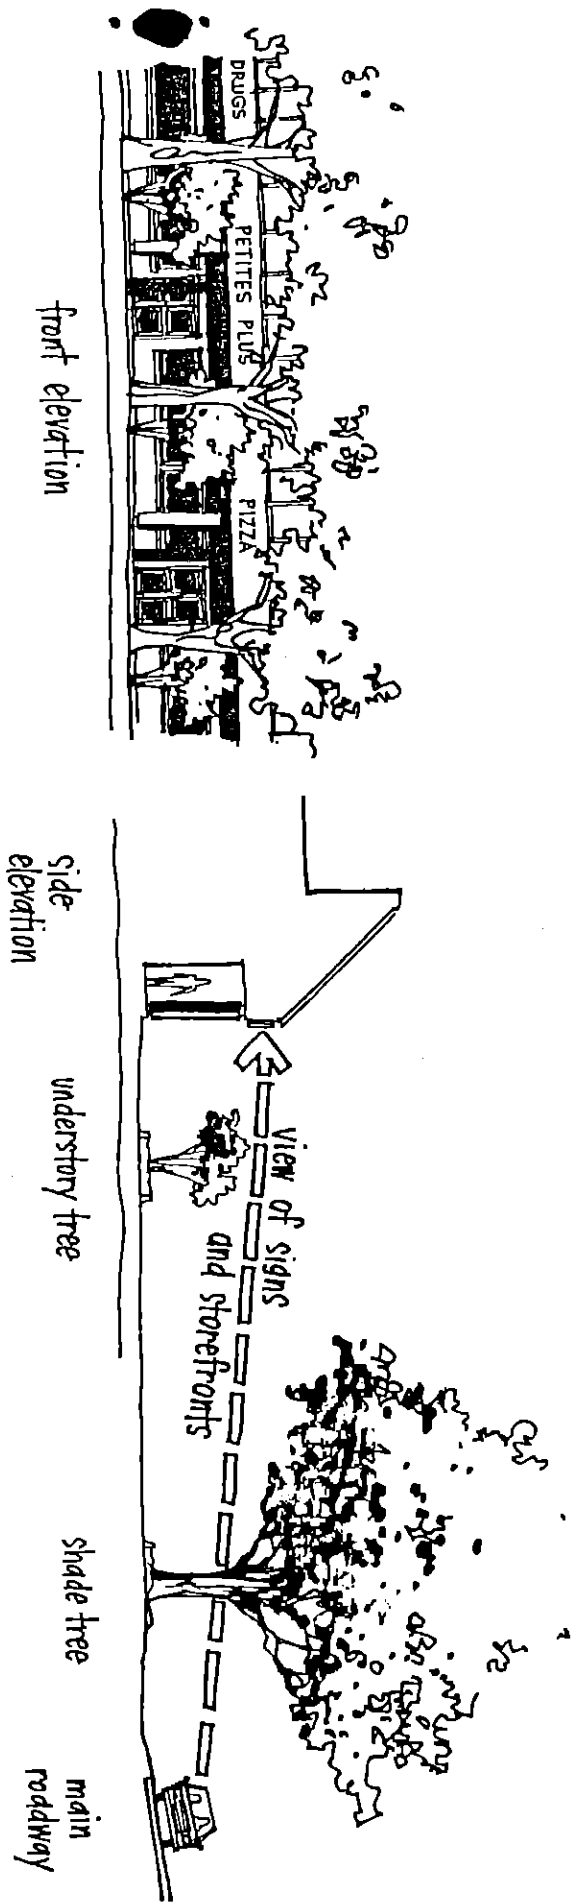 DRUGS
PETITES PLUS
PIZZA
front elevation
side
elevation
understory tree
view of signs
and storefronts
shade tree
main
roadway